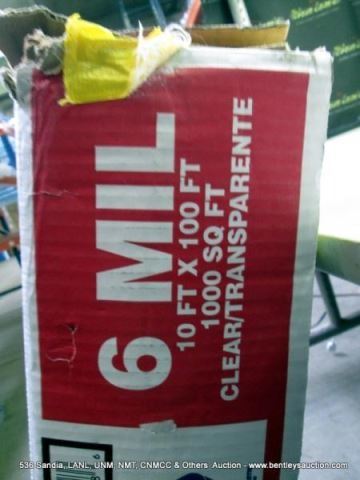 6 MIL
10 FT X 100 FT
1000 SQ FT
CLEAR/TRANSPARENTE
536 Sandia, LANL, UNM, NMT, CNMCC & Others Auction - www.bentleysauction.com